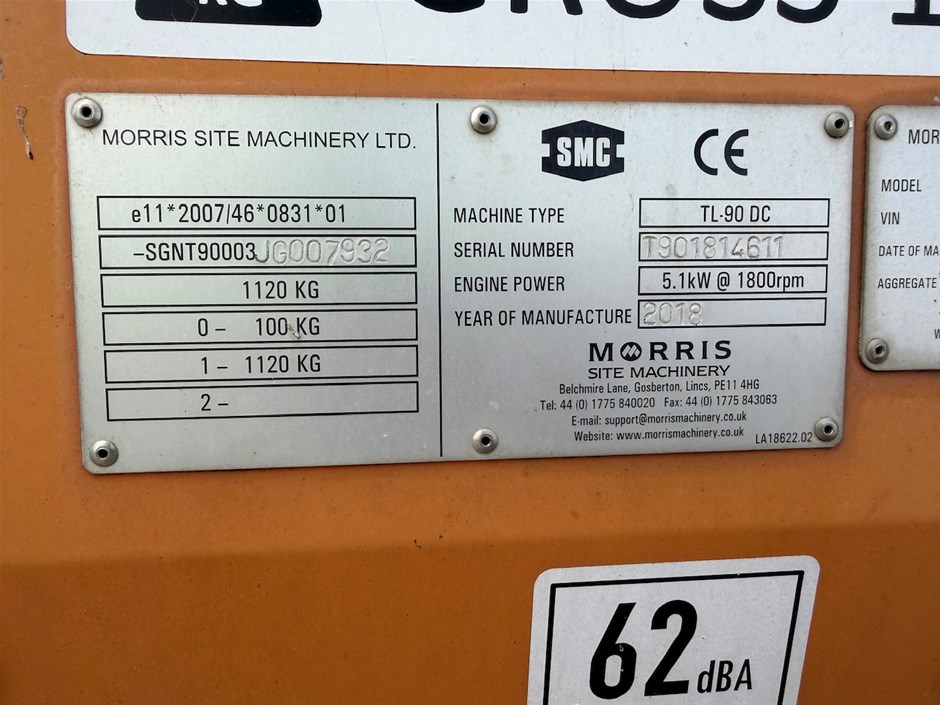 KG
GROSS
MORRIS SITE MACHINERY LTD.
e11*2007/46*0831*01
-SGNT90003JG007932
1120 KG
0- 100 KG
1- 1120 KG
2-
SMC
CE
MACHINE TYPE TL-90 DC
SERIAL NUMBER T901814611
ENGINE POWER 5.1kW @ 1800rpm
YEAR OF MANUFACTURE 2018
MORRIS
SITE MACHINERY
Belchmire Lane, Gosberton, Lincs, PE11 4HG
Tel: 44 (0) 1775 840020 Fax: 44 (0) 1775 843063
E-mail: support@morrismachinery.co.uk
Website: www.morrismachinery.co.uk
LA18622.02
MODEL
VIN
DATE OF
AGGREGATE
62 dBA